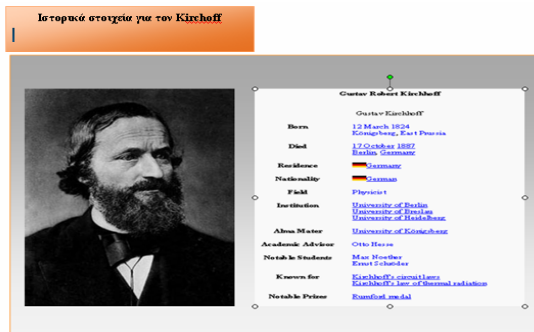 Ιστορικά στοιχεία για τον Kirchoff
Gustav Robert Kirchhoff
Gustav Kirchhoff
Born 12 March 1824
Königsberg, East Prussia
Died 17 October 1887
Berlin, Germany
Residence Germany
Nationality German
Field Physicist
Institution University of Berlin
University of Breslau
University of Heidelberg
Alma Mater University of Königsberg
Academic Advisor Otto Hesse
Notable Students Max Noether
Ernst Schröder
Known for Kirchhoff's circuit laws
Kirchhoff's law of thermal radiation
Notable Prizes Rumford medal